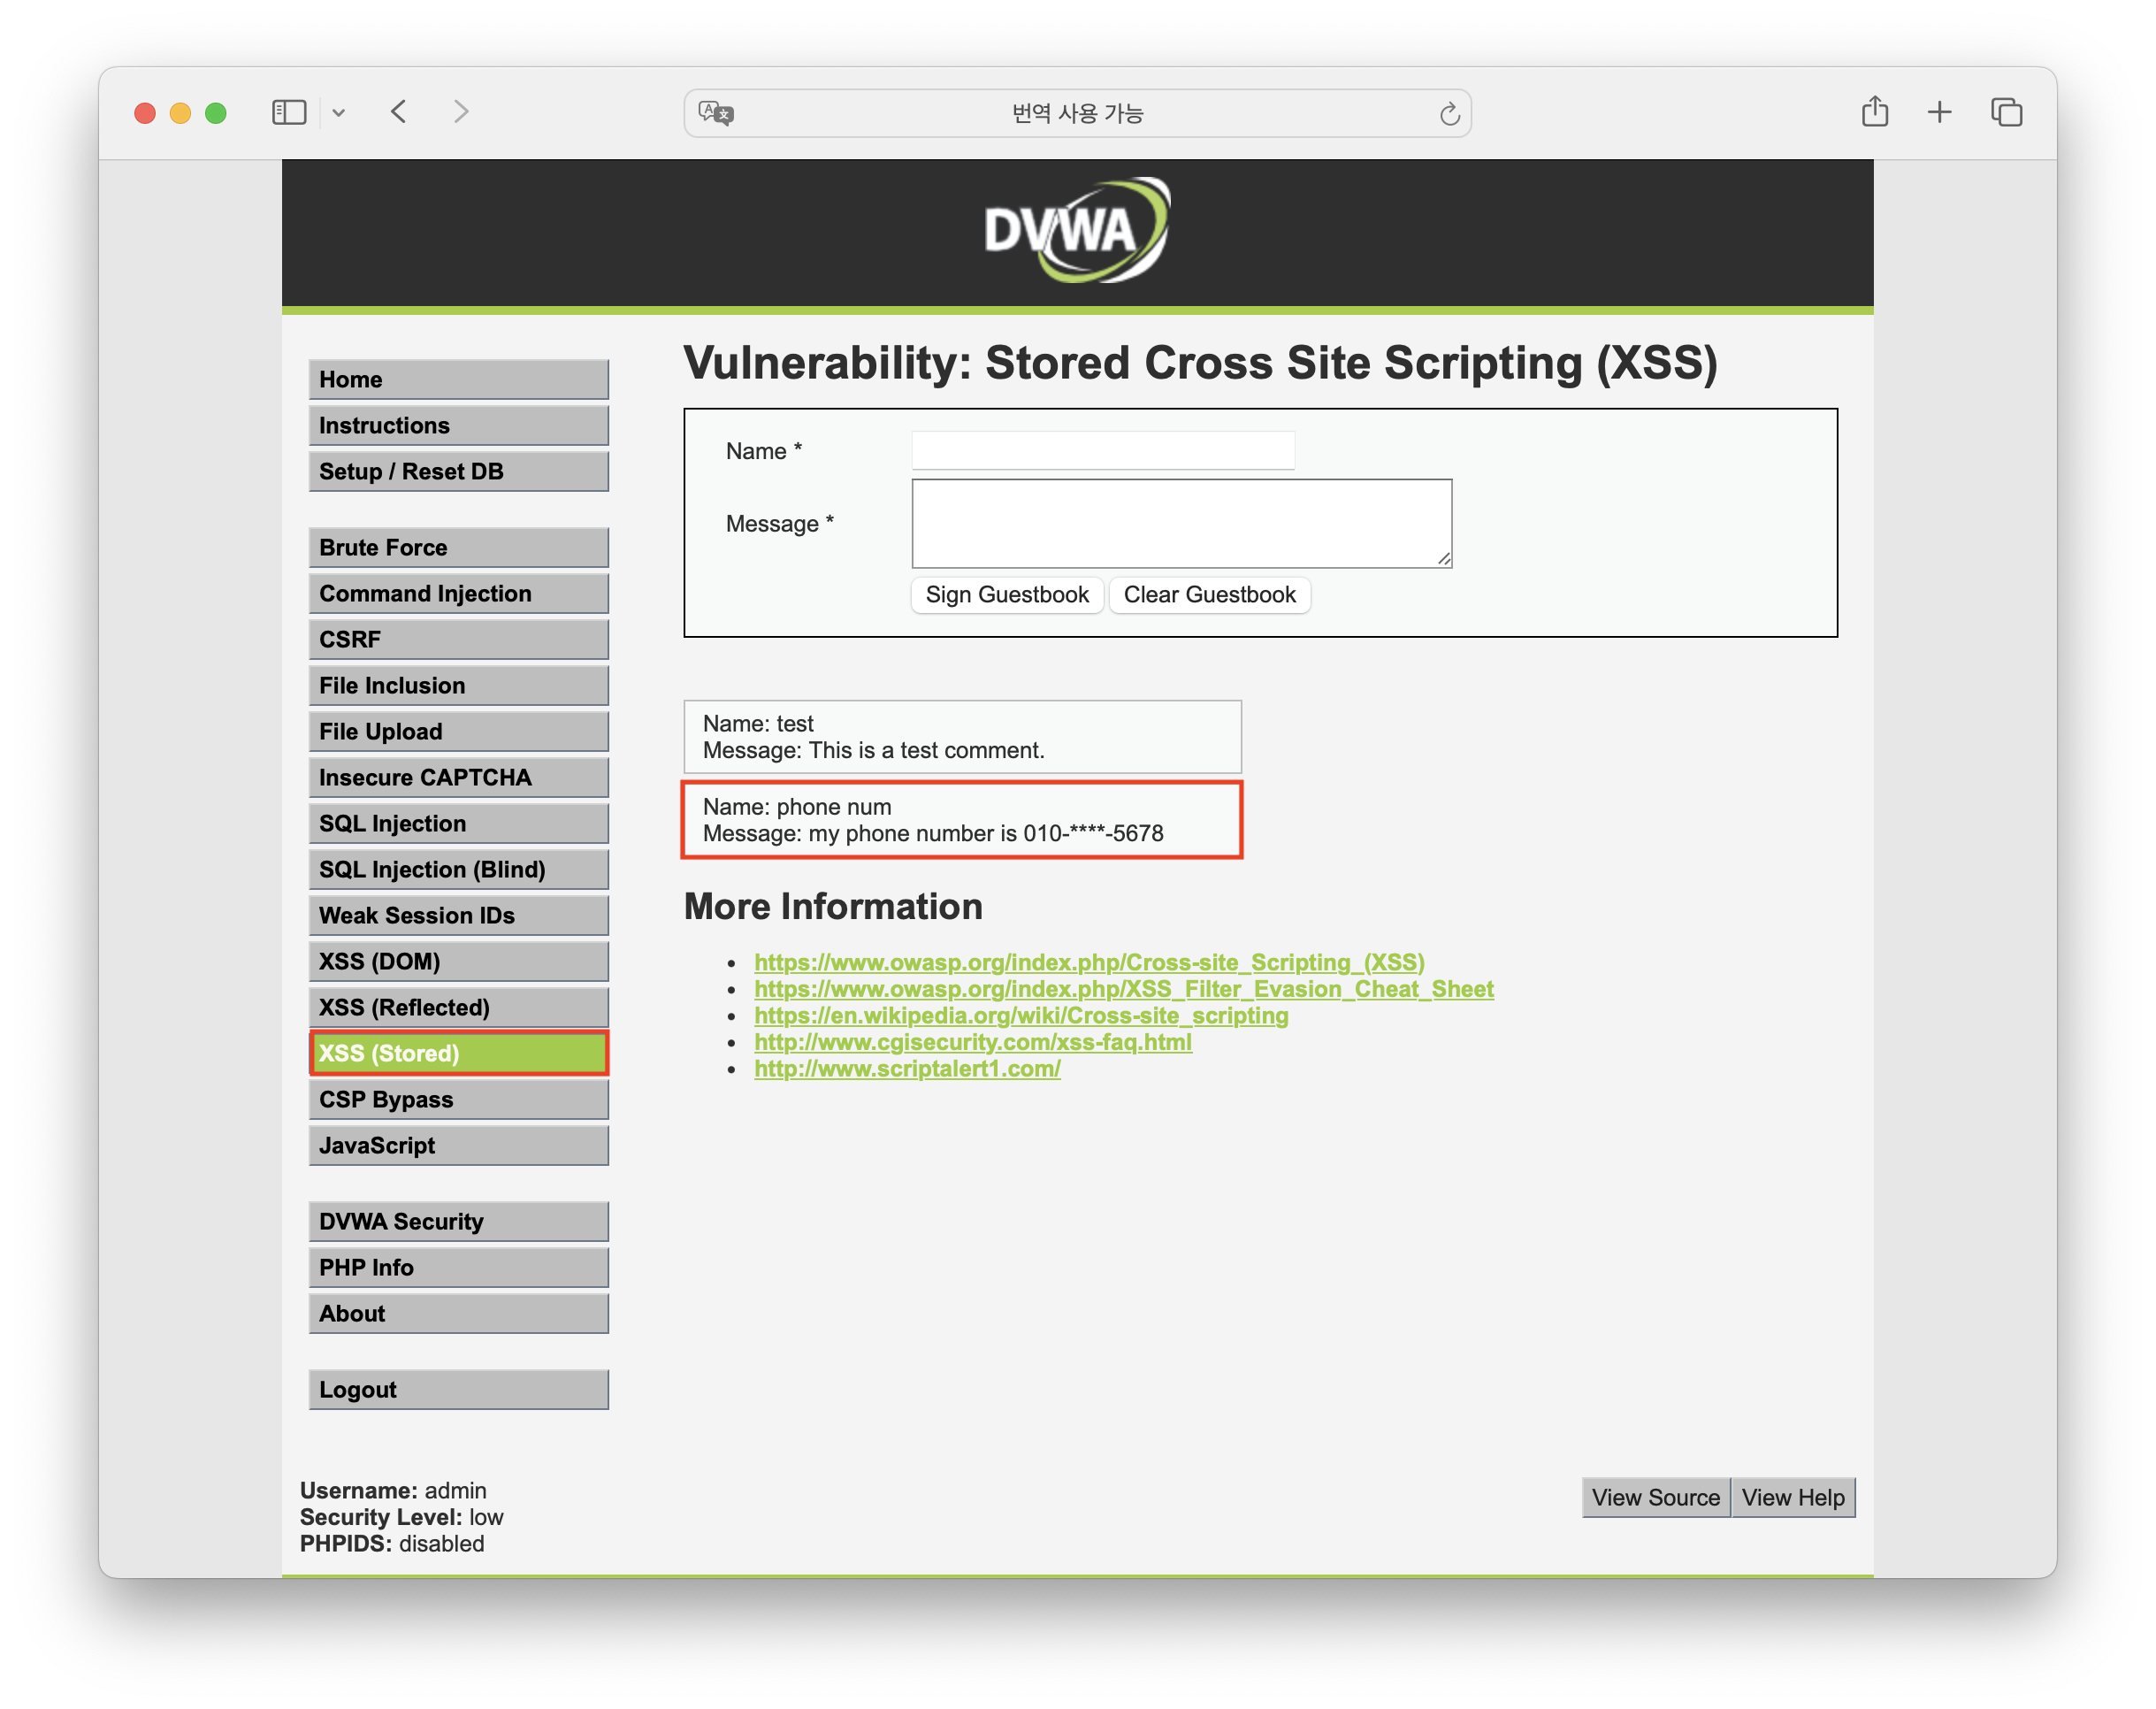 번역 사용 가능
DVWA
Home
Instructions
Setup / Reset DB
Brute Force
Command Injection
CSRF
File Inclusion
File Upload
Insecure CAPTCHA
SQL Injection
SQL Injection (Blind)
Weak Session IDs
XSS (DOM)
XSS (Reflected)
XSS (Stored)
CSP Bypass
JavaScript
DVWA Security
PHP Info
About
Logout
Vulnerability: Stored Cross Site Scripting (XSS)
Name *
Message *
Sign Guestbook Clear Guestbook
Name: test
Message: This is a test comment.
Name: phone num
Message: my phone number is 010-****-5678
More Information
https://www.owasp.org/index.php/Cross-site_Scripting_(XSS)
https://www.owasp.org/index.php/XSS_Filter_Evasion_Cheat_Sheet
https://en.wikipedia.org/wiki/Cross-site_scripting
http://www.cgisecurity.com/xss-faq.html
http://www.scriptalert1.com/
Username: admin
Security Level: low
PHPIDS: disabled
View Source View Help